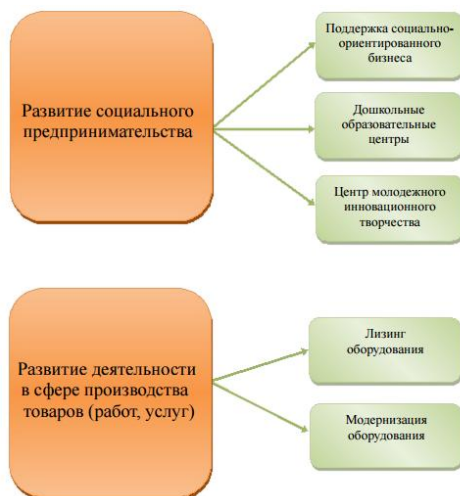 Развитие социального
предпринимательства
Поддержка социально-
ориентированного
бизнеса
Дошкольные
образовательные
центры
Центр молодежного
инновационного
творчества
Развитие деятельности
в сфере производства
товаров (работ, услуг)
Лизинг
оборудования
Модернизация
оборудования